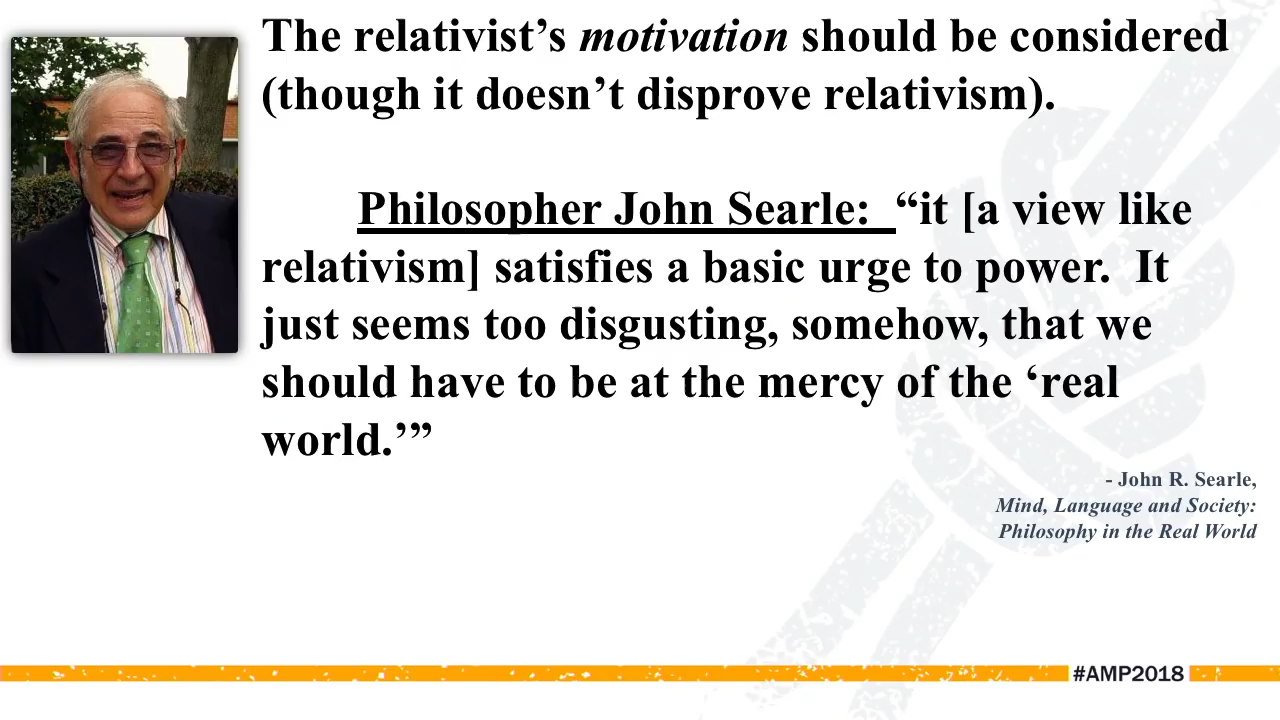 The relativist’s motivation should be considered
(though it doesn’t disprove relativism).
Philosopher John Searle:  “it [a view like
relativism] satisfies a basic urge to power.  It
just seems too disgusting, somehow, that we
should have to be at the mercy of the ‘real
world.’”
- John R. Searle,
Mind, Language and Society:
Philosophy in the Real World
#AMP2018